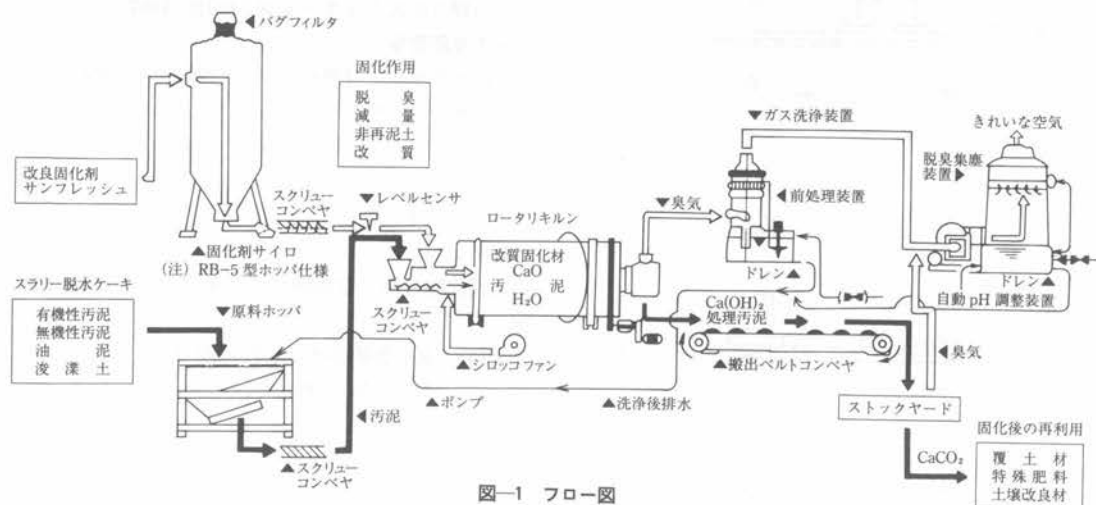 ◀バグフィルタ
固化作用
脱　　臭
減　　量
非再泥土
改　　質
改良固化剤
サンフレッシュ
スクリュー
コンベヤ
▼レベルセンサ
▲固化剤サイロ
(注) RB-5型ホッパ仕様
ロータリキルン
改質固化材
CaO
汚　　泥
H₂O
▼臭気
▼ガス洗浄装置
◀前処理装置
ドレン▲
きれいな空気
脱臭集塵
装置▶
ドレン▲
自動pH調整装置
スラリー脱水ケーキ
有機性汚泥
無機性汚泥
油　　泥
浚渫土
▼原料ホッパ
▲
スクリュー
コンベヤ
▲シロッコファン
Ca(OH)₂
処理汚泥
▲搬出ベルトコンベヤ
◀臭気
▲ポンプ
▲洗浄後排水
◀汚泥
▲スクリュー
コンベヤ
ストックヤード
CaCO₂
固化後の再利用
覆　土　材
特殊肥料
土壌改良材
図―1　フロー図